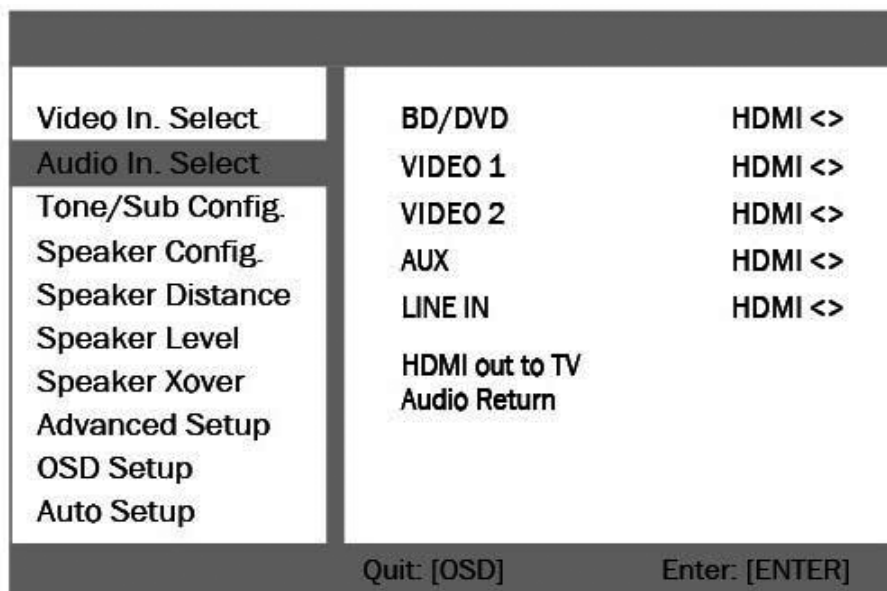 Video In. Select
Audio In. Select
Tone/Sub Config.
Speaker Config.
Speaker Distance
Speaker Level
Speaker Xover
Advanced Setup
OSD Setup
Auto Setup
BD/DVD HDMI <>
VIDEO 1 HDMI <>
VIDEO 2 HDMI <>
AUX HDMI <>
LINE IN HDMI <>
HDMI out to TV
Audio Return
Quit: [OSD] Enter: [ENTER]